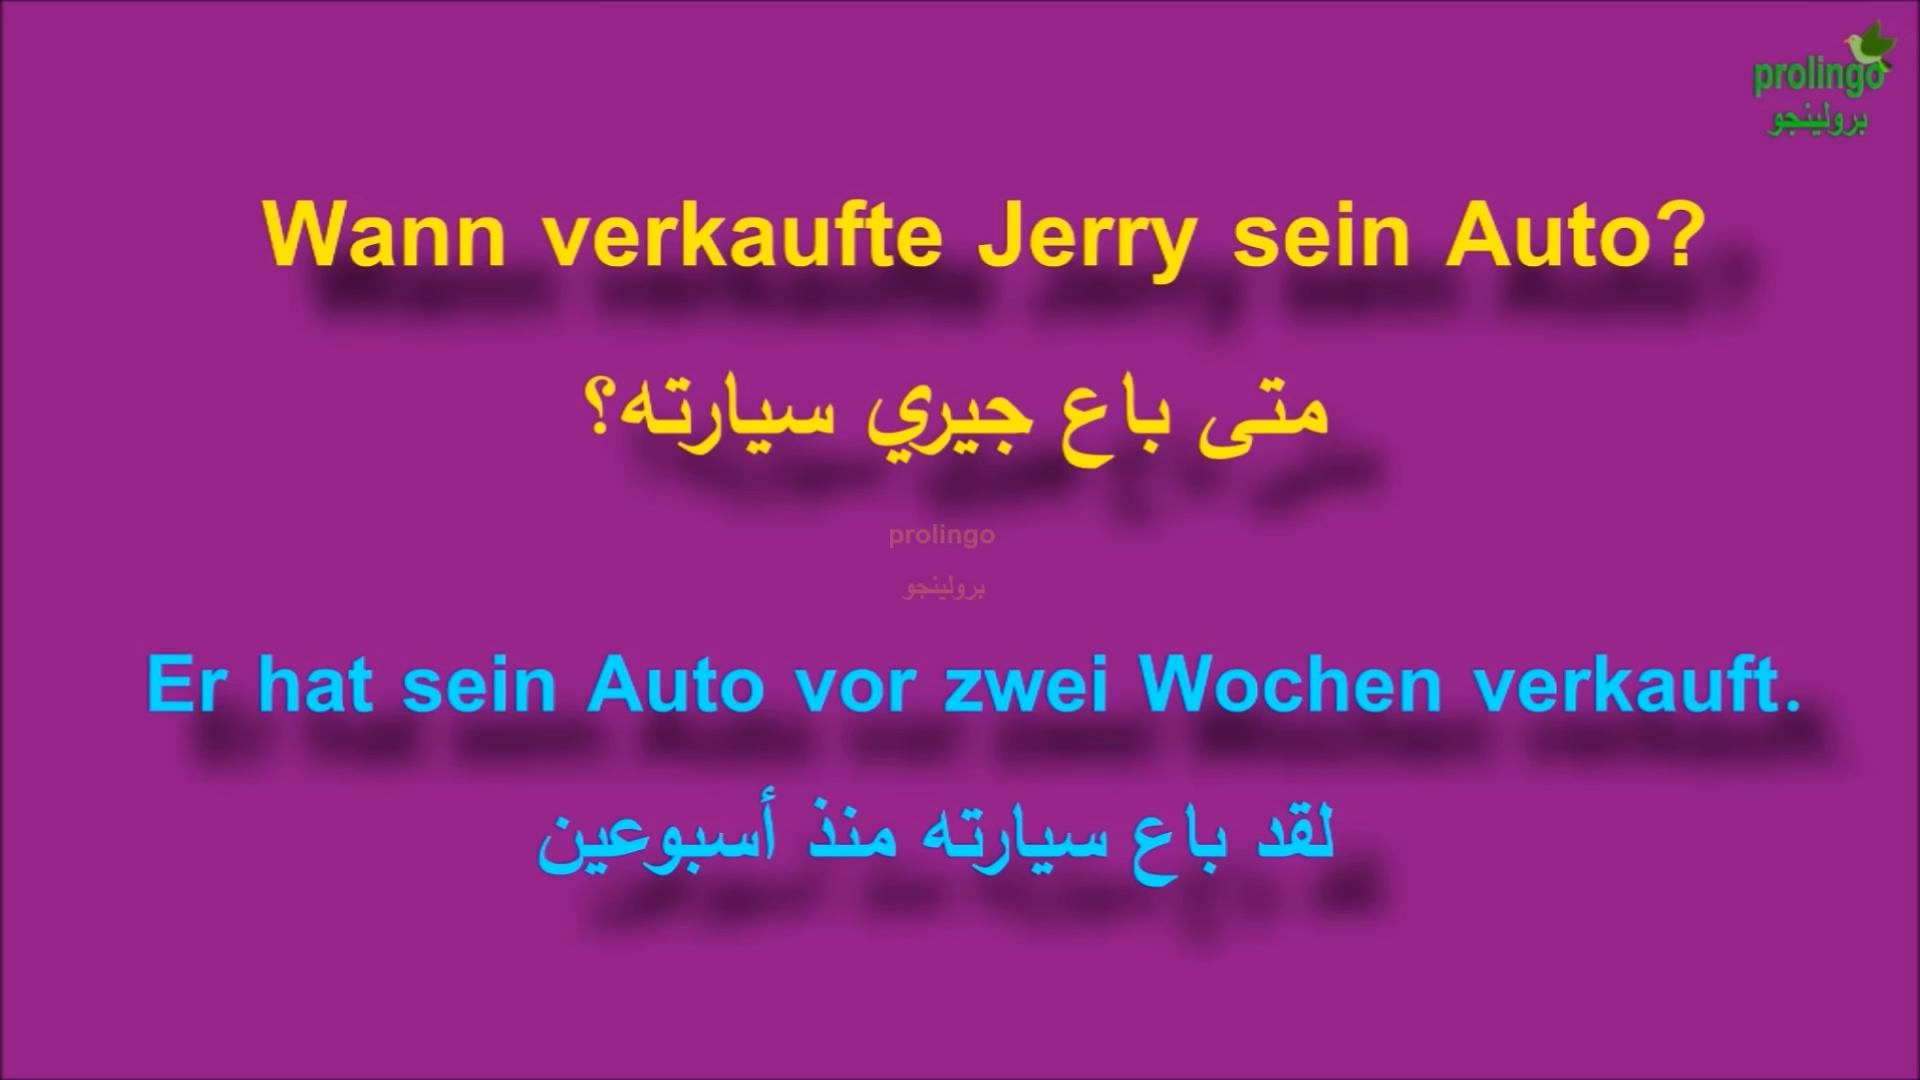 prolingo
برولينجو
Wann verkaufte Jerry sein Auto?
متى باع جيري سيارته؟
prolingo
برولينجو
Er hat sein Auto vor zwei Wochen verkauft.
لقد باع سيارته منذ أسبوعين